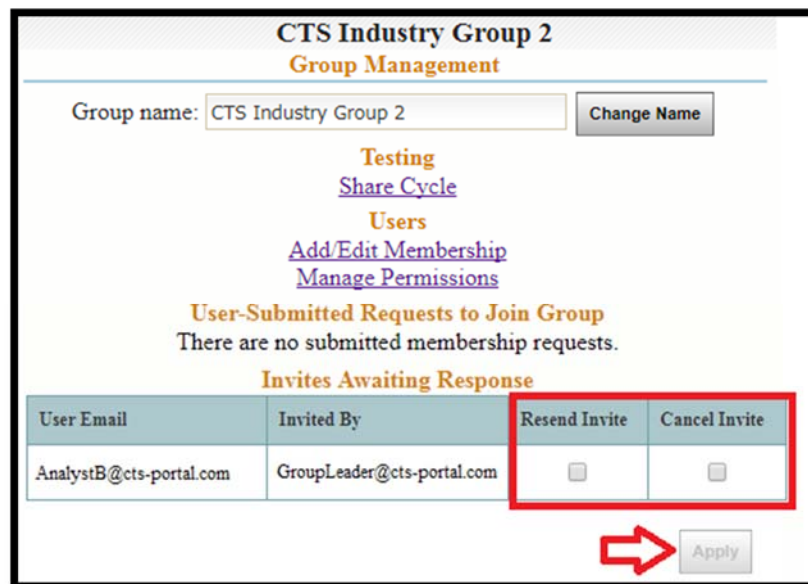 CTS Industry Group 2
Group Management
Group name: CTS Industry Group 2 Change Name
Testing
Share Cycle
Users
Add/Edit Membership
Manage Permissions
User-Submitted Requests to Join Group
There are no submitted membership requests.
Invites Awaiting Response
User Email Invited By Resend Invite Cancel Invite
AnalystB@cts-portal.com GroupLeader@cts-portal.com
Apply